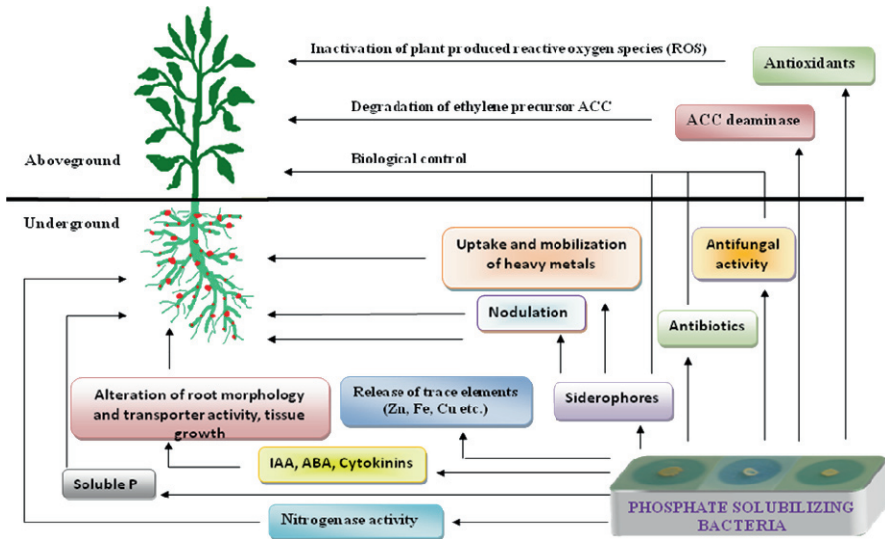 Inactivation of plant produced reactive oxygen species (ROS)
Antioxidants
Degradation of ethylene precursor ACC
ACC deaminase
Aboveground
Biological control
Underground
Uptake and mobilization
of heavy metals
Antifungal
activity
Nodulation
Antibiotics
Alteration of root morphology
and transporter activity, tissue
growth
Release of trace elements
(Zn, Fe, Cu etc.)
Siderophores
IAA, ABA, Cytokinins
Soluble P
PHOSPHATE SOLUBILIZING
BACTERIA
Nitrogenase activity